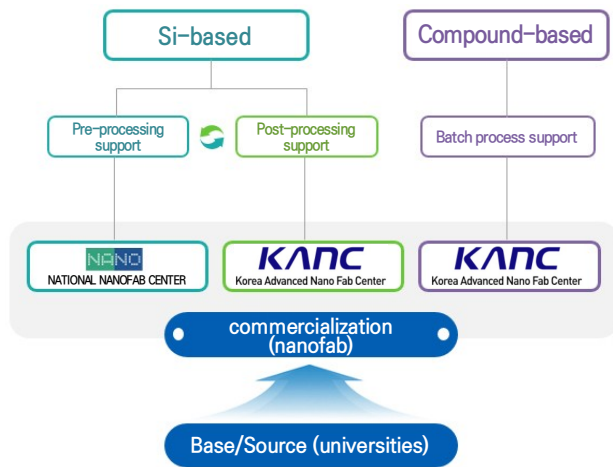 Si-based
Compound-based
Pre-processing
support
Post-processing
support
Batch process support
NANO
NATIONAL NANOFAB CENTER
KANC
Korea Advanced Nano Fab Center
KANC
Korea Advanced Nano Fab Center
commercialization
(nanofab)
Base/Source (universities)